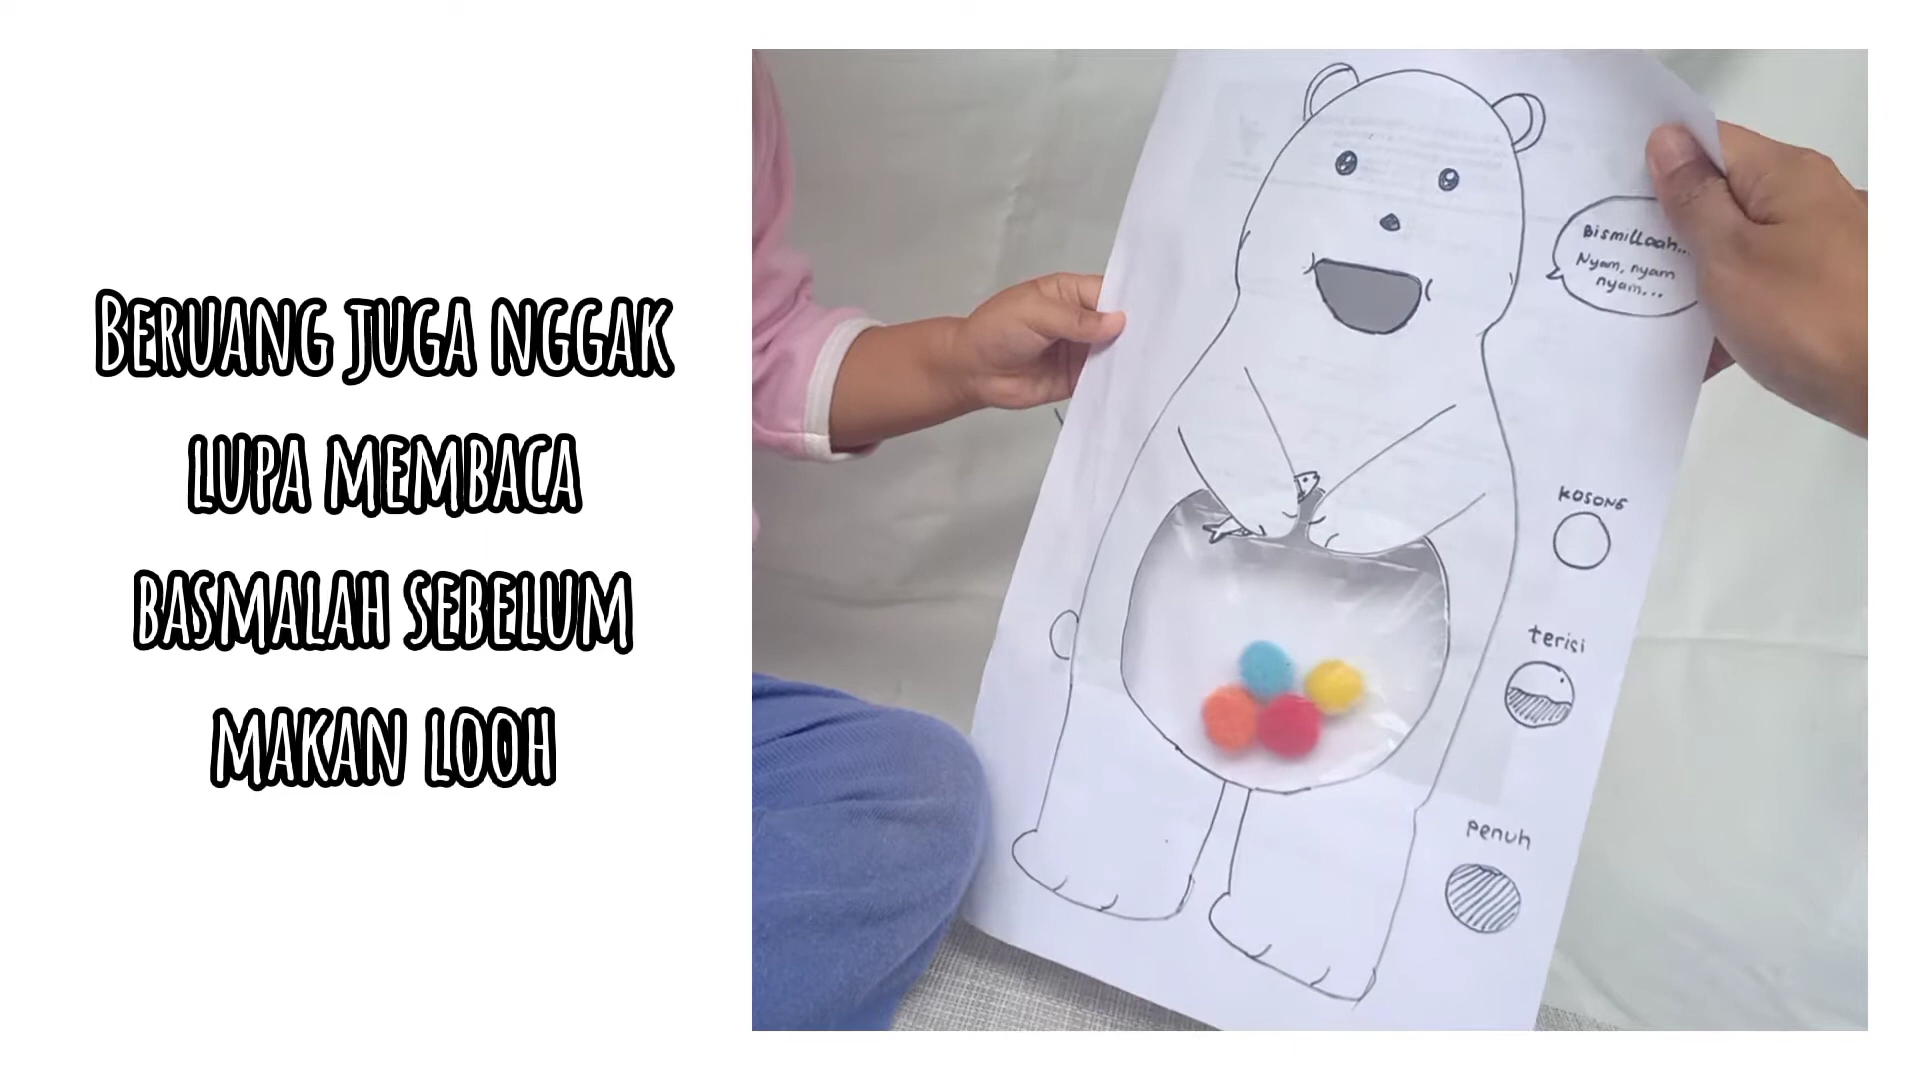 Beruang juga nggak
lupa membaca
basmalah sebelum
makan looh
Bismillaah...
Nyam, nyam
nyam...
kosong
terisi
penuh